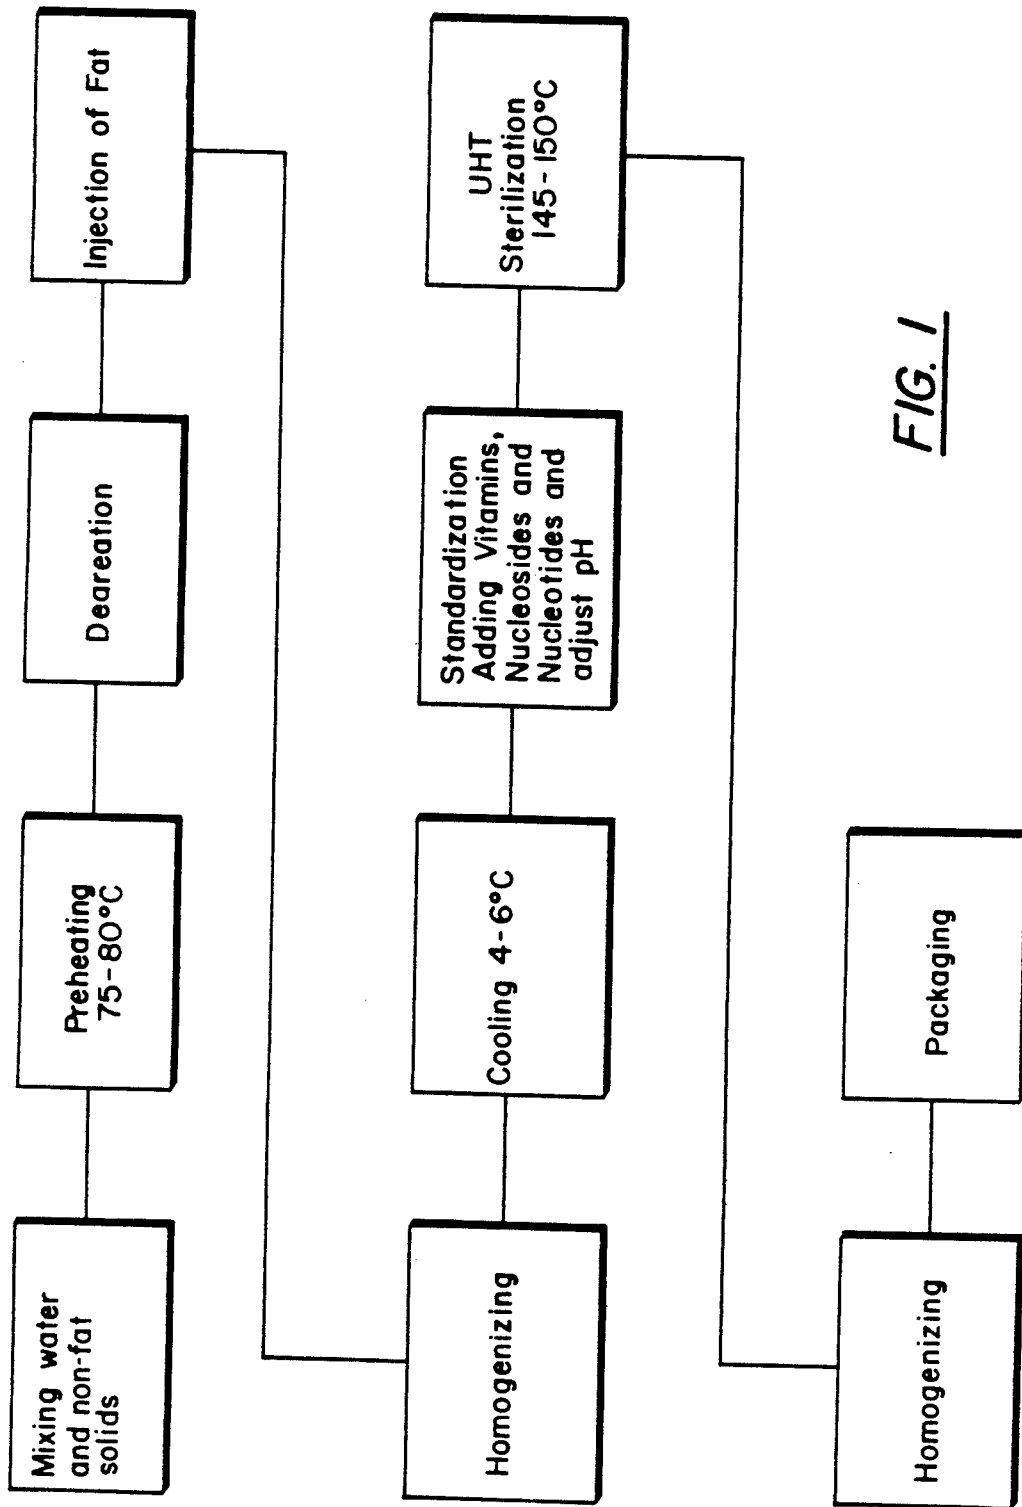 Mixing water
and non-fat
solids
Preheating
75-80°C
Deareation
Injection of Fat
Homogenizing
Cooling 4-6°C
Standardization
Adding Vitamins,
Nucleosides and
Nucleotides and
adjust pH
UHT
Sterilization
145-150°C
Homogenizing
Packaging
FIG. 1